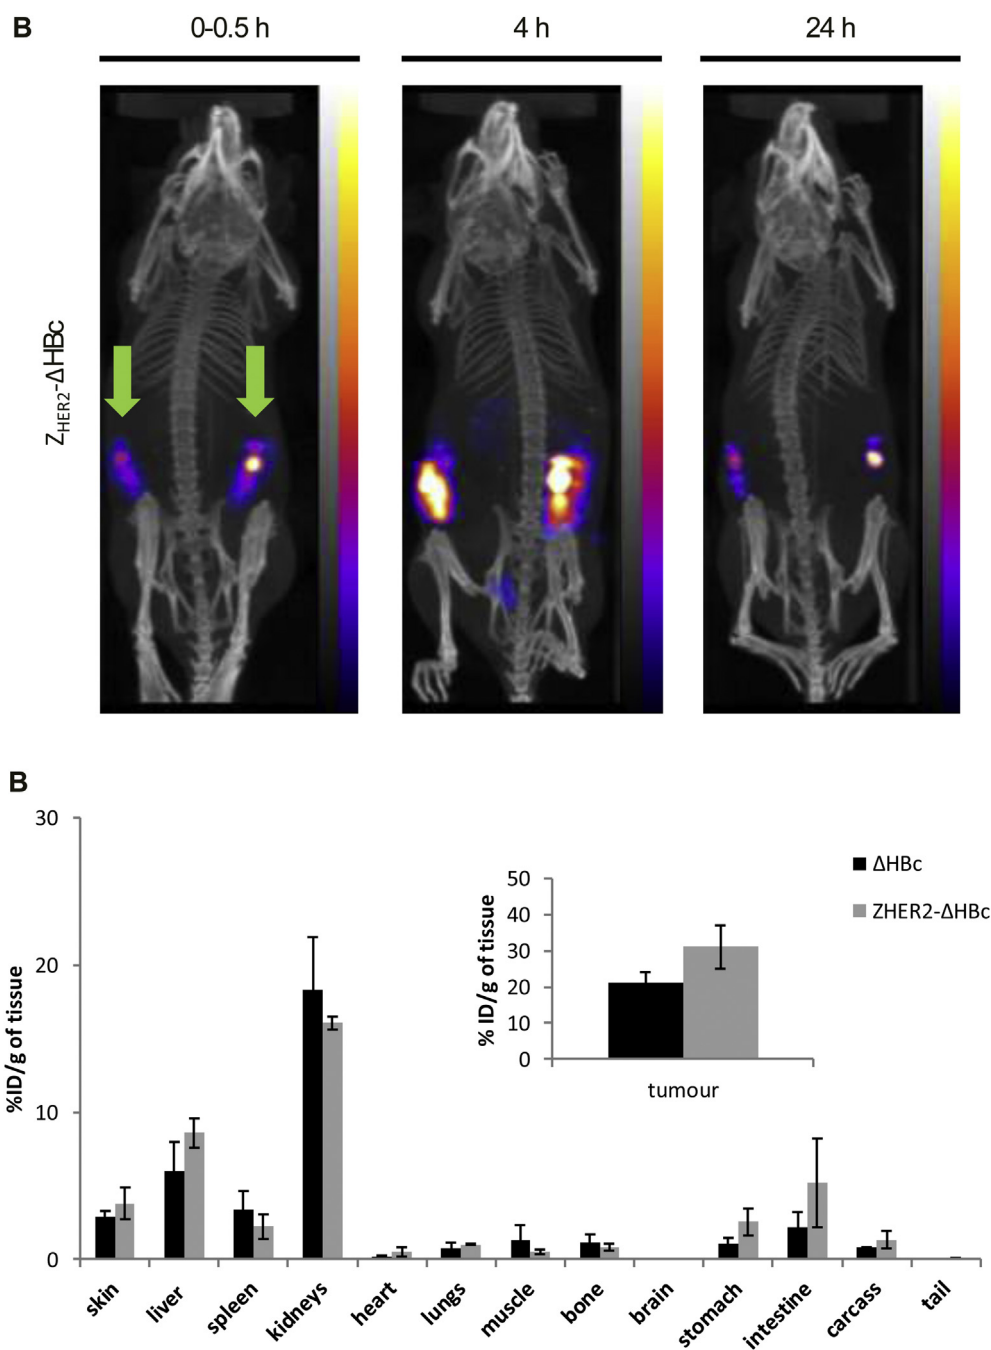 B
0-0.5 h 4 h 24 h
Z_HER2-ΔHBc
B
%ID/g of tissue
30
20
10
0
skin liver spleen kidneys heart lungs muscle bone brain stomach intestine carcass tail
% ID/g of tissue
50
40
30
20
10
0
tumour
ΔHBc
ZHER2-ΔHBc